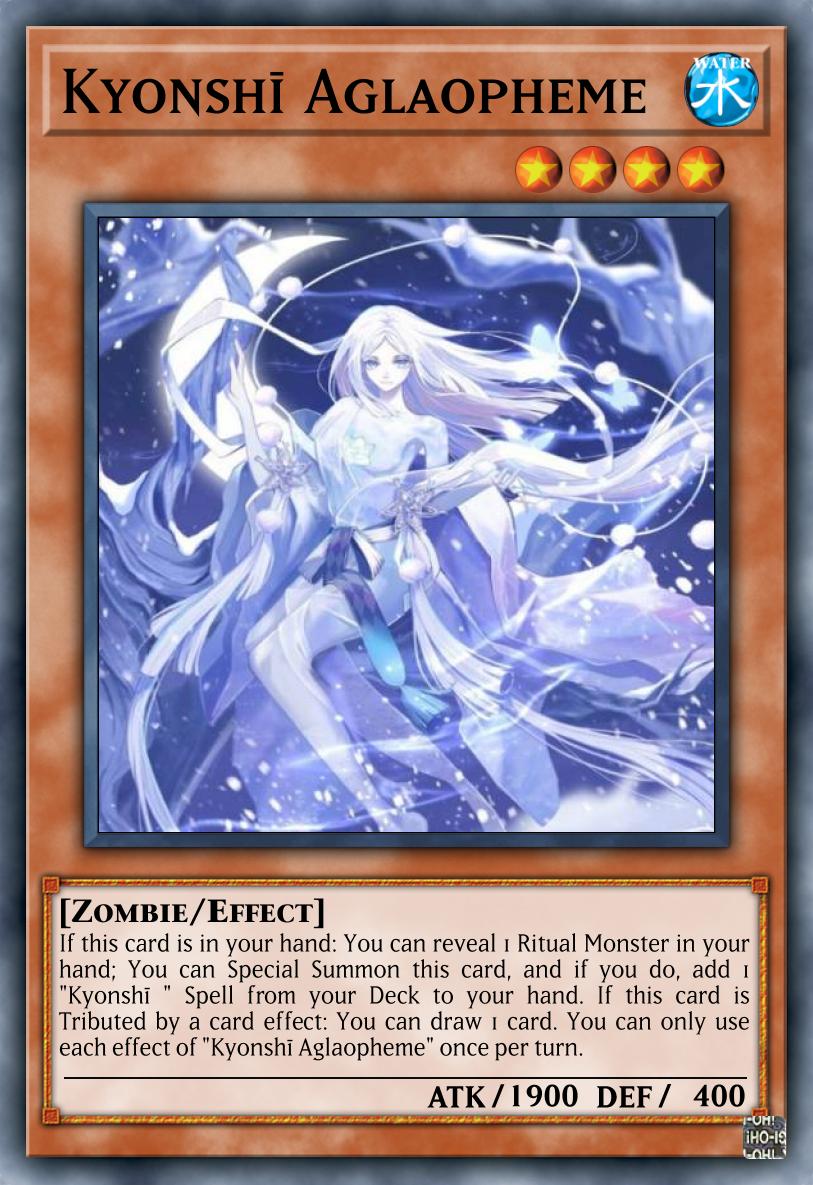 Kyonshī Aglaopheme
WATER
水
[Zombie/Effect]
If this card is in your hand: You can reveal 1 Ritual Monster in your
hand; You can Special Summon this card, and if you do, add 1
"Kyonshī " Spell from your Deck to your hand. If this card is
Tributed by a card effect: You can draw 1 card. You can only use
each effect of "Kyonshī Aglaopheme" once per turn.
ATK/1900 DEF/ 400